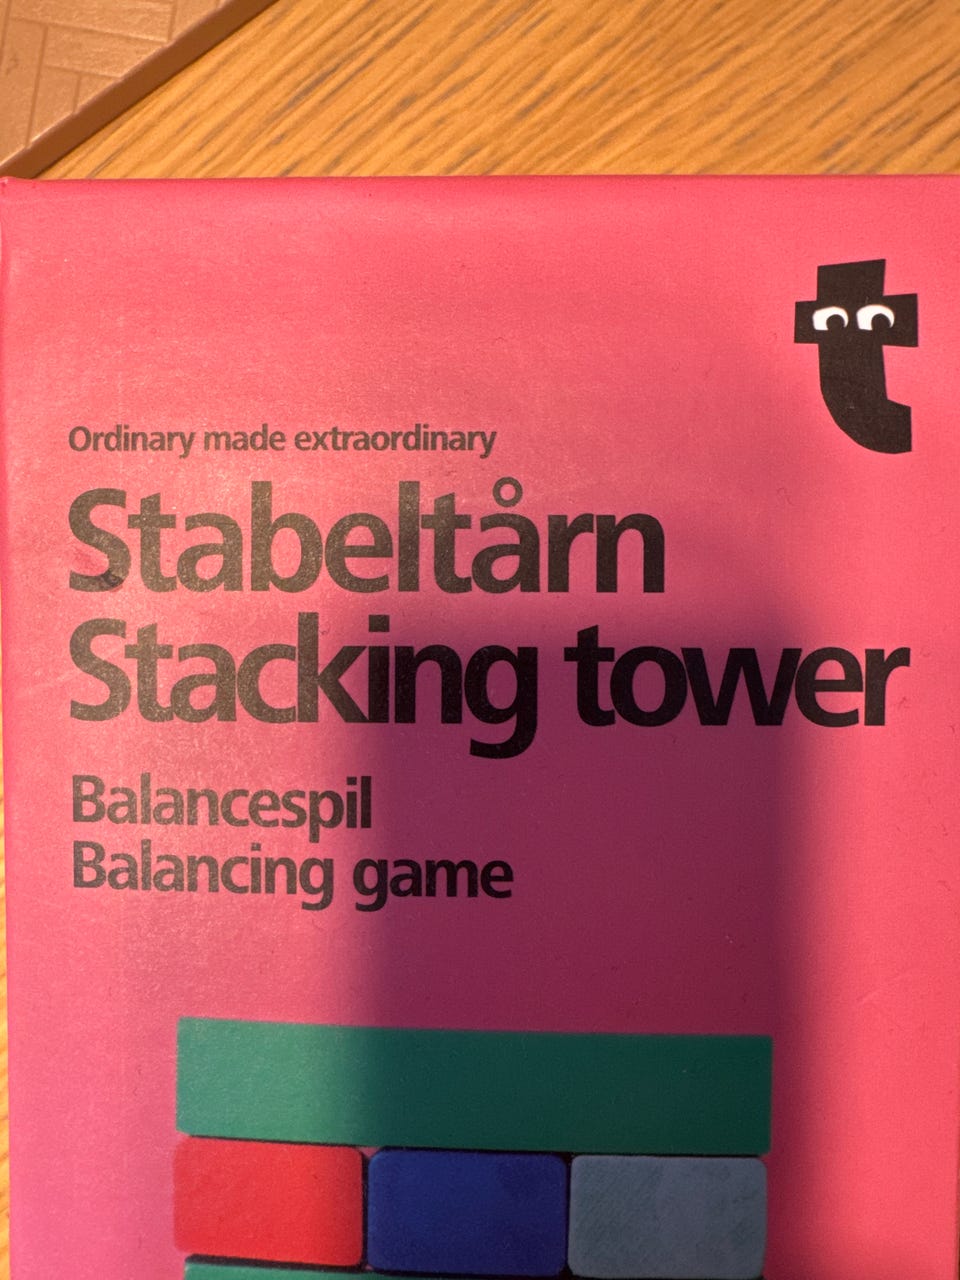 t
Ordinary made extraordinary
Stabeltårn
Stacking tower
Balancespil
Balancing game